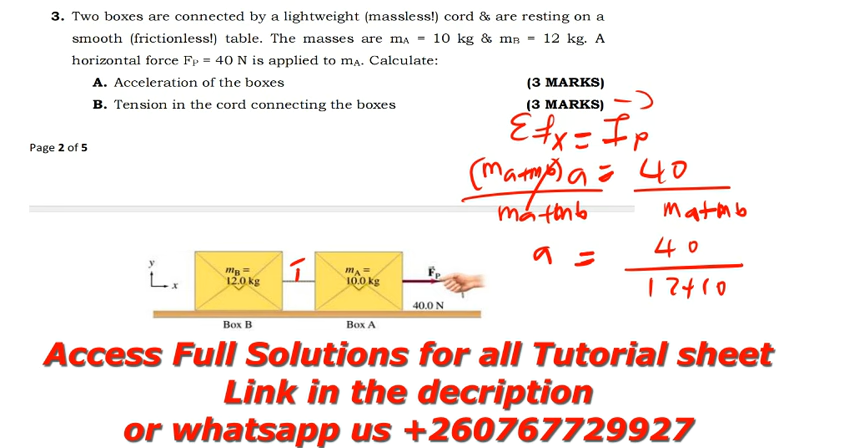 3. Two boxes are connected by a lightweight (massless!) cord & are resting on a
smooth (frictionless!) table. The masses are mA = 10 kg & mB = 12 kg. A
horizontal force FP = 40 N is applied to mA. Calculate:
A. Acceleration of the boxes (3 MARKS)
B. Tension in the cord connecting the boxes (3 MARKS)
Σfx = Fp
Page 2 of 5
(ma+mb)a = 40
ma+mb ma+mb
a = 40
12+10
y
x
mB =
12.0 kg
T
mA =
10.0 kg
FP
40.0 N
Box B Box A
Access Full Solutions for all Tutorial sheet
Link in the decription
or whatsapp us +260767729927